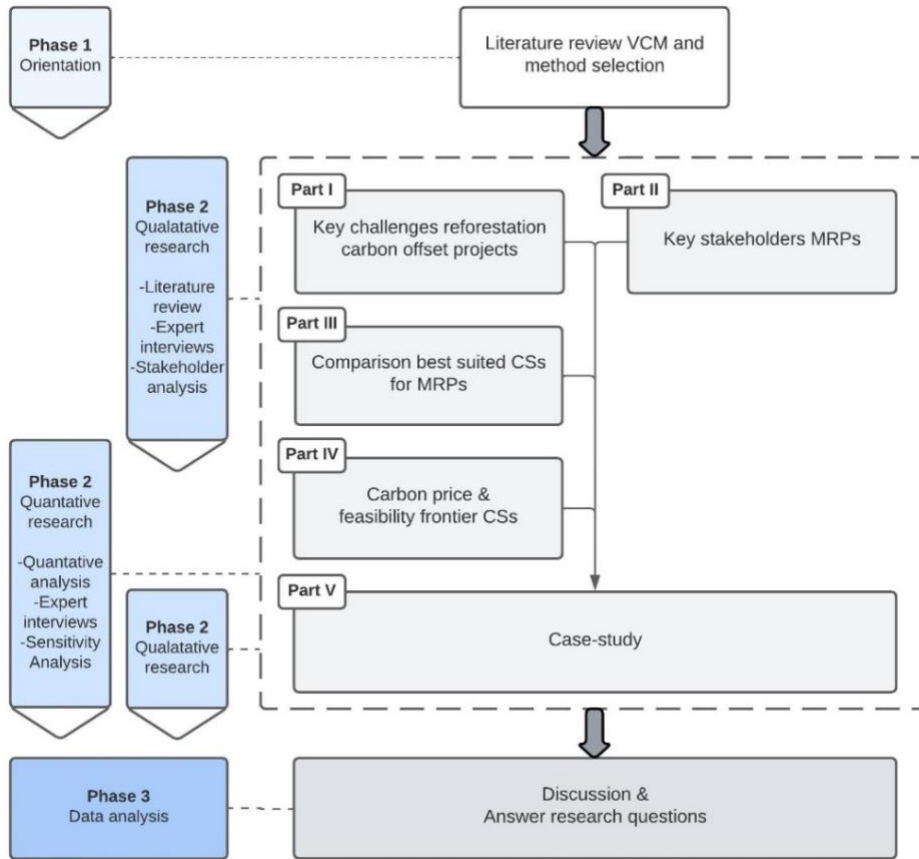 Phase 1
Orientation
Literature review VCM and
method selection
Phase 2
Qualatative
research
-Literature
review
-Expert
interviews
-Stakeholder
analysis
Part I
Key challenges reforestation
carbon offset projects
Part II
Key stakeholders MRPs
Part III
Comparison best suited CSs
for MRPs
Part IV
Carbon price &
feasibility frontier CSs
Phase 2
Quantative
research
-Quantative
analysis
-Expert
interviews
-Sensitivity
Analysis
Phase 2
Qualatative
research
Part V
Case-study
Phase 3
Data analysis
Discussion &
Answer research questions